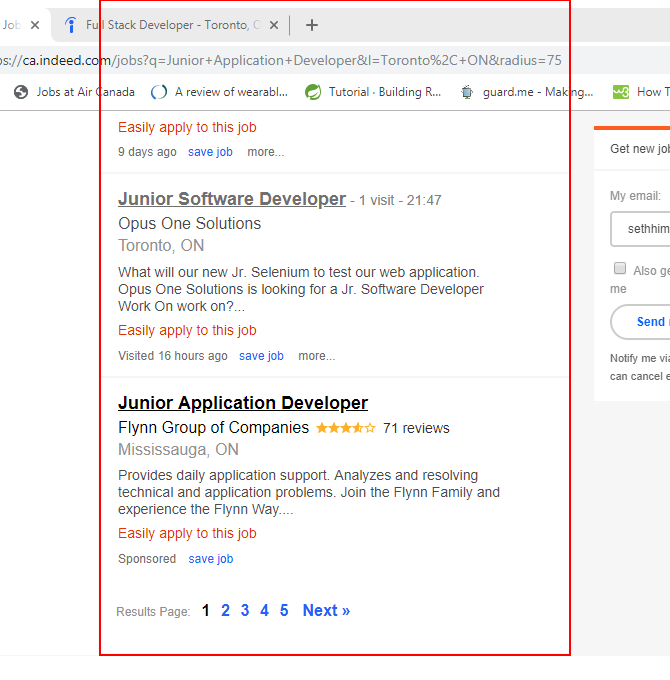 Job
Full Stack Developer - Toronto, O
ps://ca.indeed.com/jobs?q=Junior+Application+Developer&l=Toronto%2C+ON&radius=75
Jobs at Air Canada
A review of wearabl...
Tutorial · Building R...
guard.me - Making...
w3
How T
Easily apply to this job
9 days ago save job more...
Junior Software Developer - 1 visit - 21:47
Opus One Solutions
Toronto, ON
What will our new Jr. Selenium to test our web application.
Opus One Solutions is looking for a Jr. Software Developer
Work On work on?...
Easily apply to this job
Visited 16 hours ago save job more...
Junior Application Developer
Flynn Group of Companies 71 reviews
Mississauga, ON
Provides daily application support. Analyzes and resolving
technical and application problems. Join the Flynn Family and
experience the Flynn Way....
Easily apply to this job
Sponsored save job
Results Page: 1 2 3 4 5 Next »
Get new jo
My email:
sethhim
Also ge
me
Send
Notify me via
can cancel e